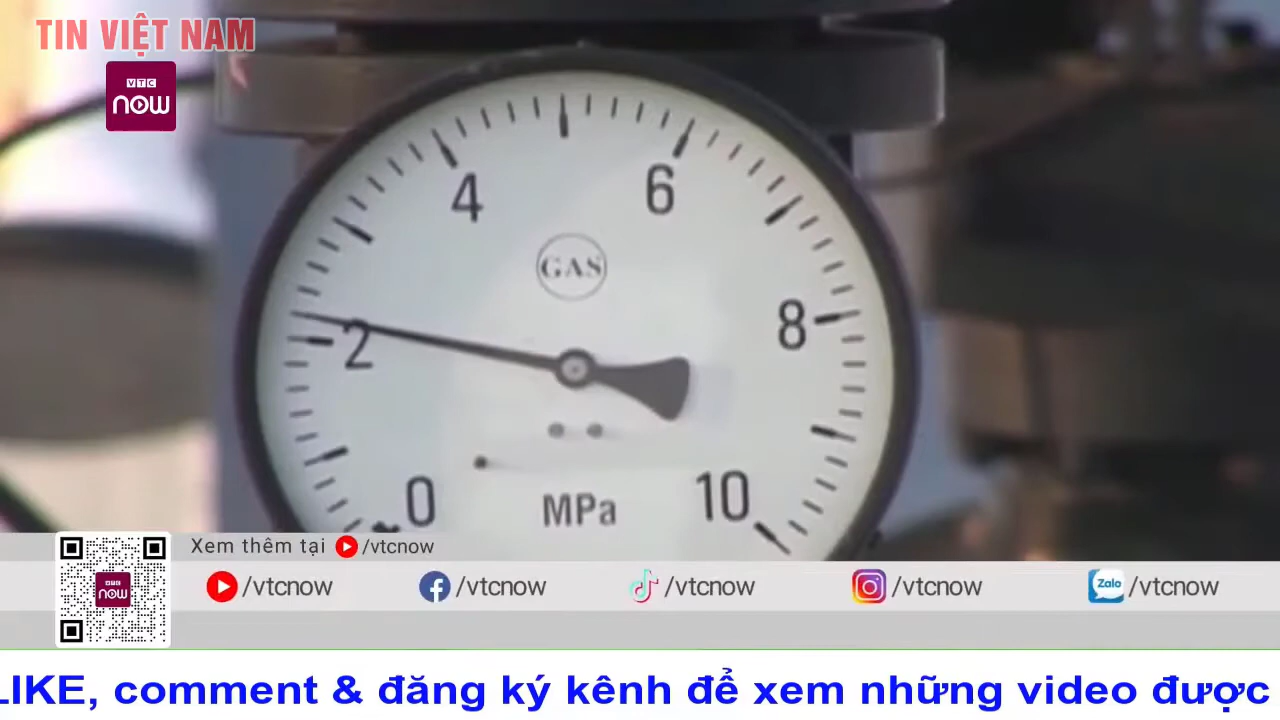 TIN VIỆT NAM
VTC
now
4
6
GAS
2
8
0
MPa
10
Xem thêm tại /vtcnow
VTC
now
/vtcnow
/vtcnow
/vtcnow
/vtcnow
Zalo
/vtcnow
LIKE, comment & đăng ký kênh để xem những video được